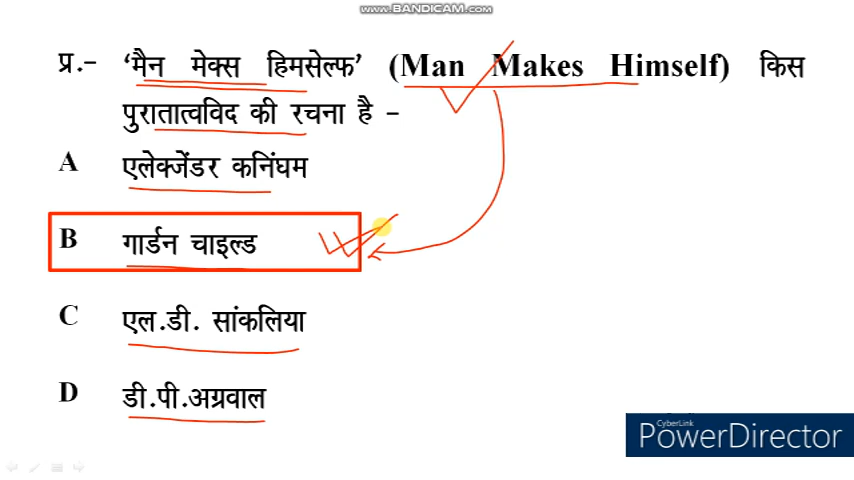 www.BANDICAM.com
प्र.- ‘मैन मेक्स हिमसेल्फ’ (Man Makes Himself) किस
पुरातात्वविद की रचना है -
A एलेक्जेंडर कनिंघम
B गार्डन चाइल्ड
C एल.डी. सांकलिया
D डी.पी.अग्रवाल
CyberLink
PowerDirector